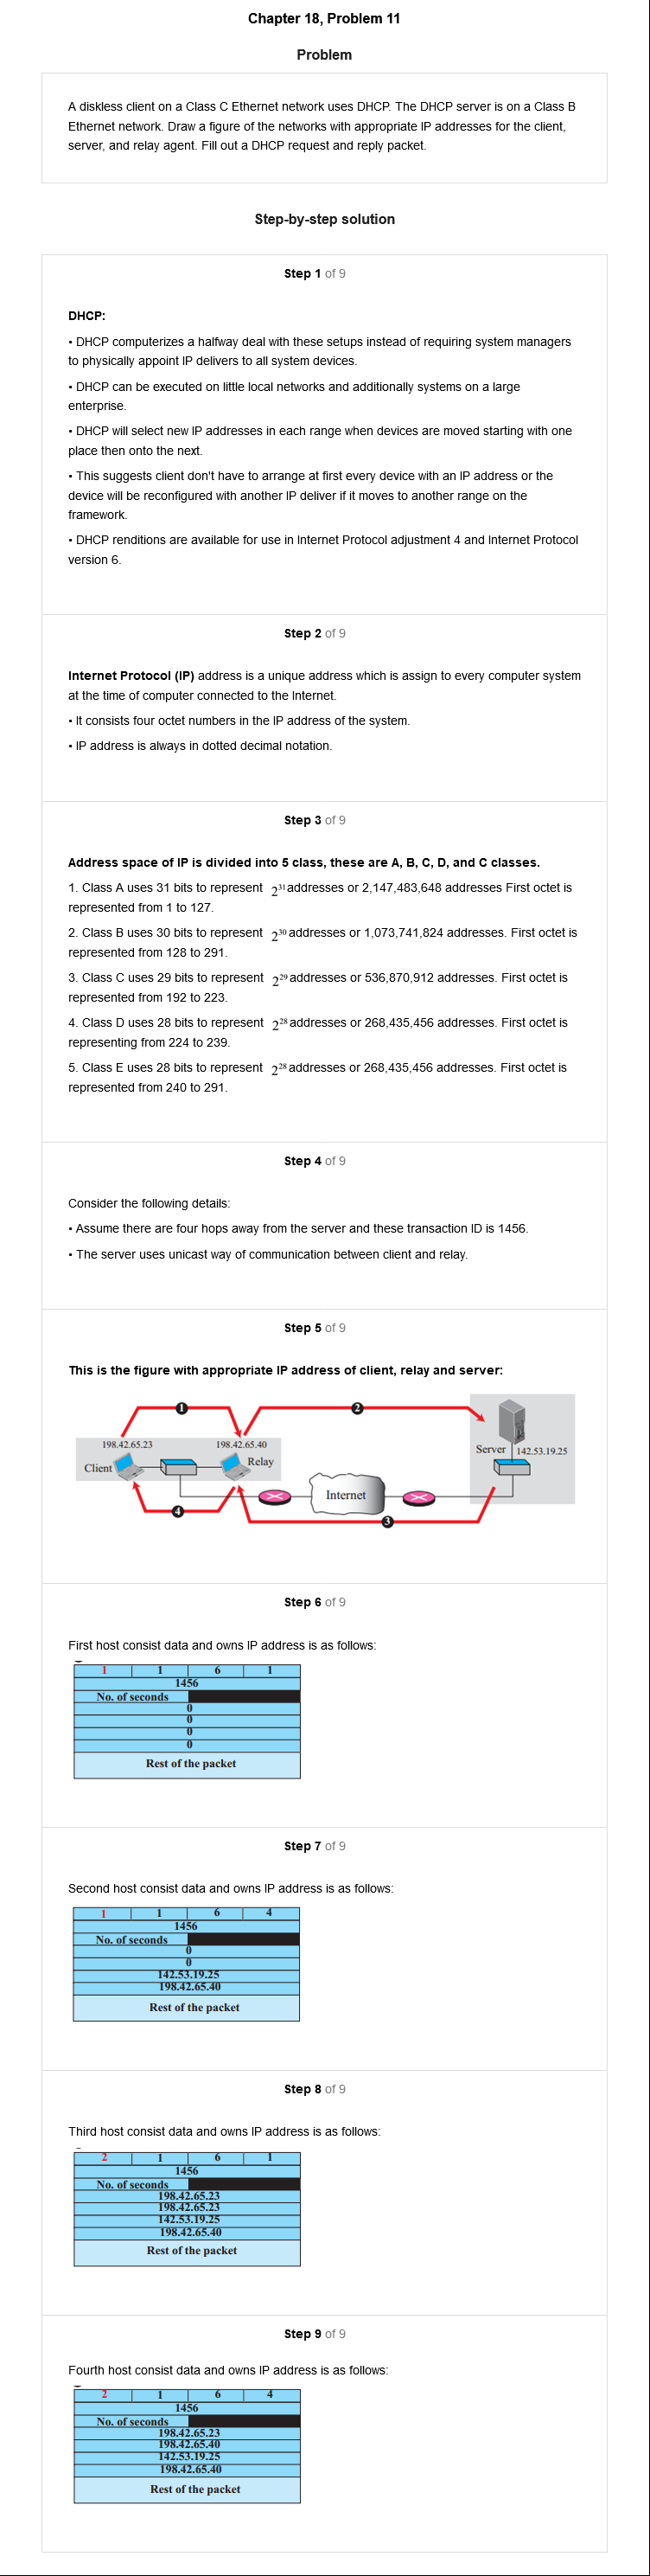 Chapter 18, Problem 11
Problem
A diskless client on a Class C Ethernet network uses DHCP. The DHCP server is on a Class B
Ethernet network. Draw a figure of the networks with appropriate IP addresses for the client,
server, and relay agent. Fill out a DHCP request and reply packet.
Step-by-step solution
Step 1 of 9
DHCP:
• DHCP computerizes a halfway deal with these setups instead of requiring system managers
to physically appoint IP delivers to all system devices.
• DHCP can be executed on little local networks and additionally systems on a large
enterprise.
• DHCP will select new IP addresses in each range when devices are moved starting with one
place then onto the next.
• This suggests client don't have to arrange at first every device with an IP address or the
device will be reconfigured with another IP deliver if it moves to another range on the
framework.
• DHCP renditions are available for use in Internet Protocol adjustment 4 and Internet Protocol
version 6.
Step 2 of 9
Internet Protocol (IP) address is a unique address which is assign to every computer system
at the time of computer connected to the Internet.
• It consists four octet numbers in the IP address of the system.
• IP address is always in dotted decimal notation.
Step 3 of 9
Address space of IP is divided into 5 class, these are A, B, C, D, and C classes.
1. Class A uses 31 bits to represent 2³¹ addresses or 2,147,483,648 addresses First octet is
represented from 1 to 127.
2. Class B uses 30 bits to represent 2³⁰ addresses or 1,073,741,824 addresses. First octet is
represented from 128 to 291.
3. Class C uses 29 bits to represent 2²⁹ addresses or 536,870,912 addresses. First octet is
represented from 192 to 223.
4. Class D uses 28 bits to represent 2²⁸ addresses or 268,435,456 addresses. First octet is
representing from 224 to 239.
5. Class E uses 28 bits to represent 2²⁸ addresses or 268,435,456 addresses. First octet is
represented from 240 to 291.
Step 4 of 9
Consider the following details:
• Assume there are four hops away from the server and these transaction ID is 1456.
• The server uses unicast way of communication between client and relay.
Step 5 of 9
This is the figure with appropriate IP address of client, relay and server:
1 2
198.42.65.23 198.42.65.40
Server 142.53.19.25
Client Relay
Internet
4 3
Step 6 of 9
First host consist data and owns IP address is as follows:
1 1 6 1
1456
No. of seconds
0
0
0
0
Rest of the packet
Step 7 of 9
Second host consist data and owns IP address is as follows:
1 1 6 4
1456
No. of seconds
0
0
142.53.19.25
198.42.65.40
Rest of the packet
Step 8 of 9
Third host consist data and owns IP address is as follows:
2 1 6 1
1456
No. of seconds
198.42.65.23
198.42.65.23
142.53.19.25
198.42.65.40
Rest of the packet
Step 9 of 9
Fourth host consist data and owns IP address is as follows:
2 1 6 4
1456
No. of seconds
198.42.65.23
198.42.65.40
142.53.19.25
198.42.65.40
Rest of the packet